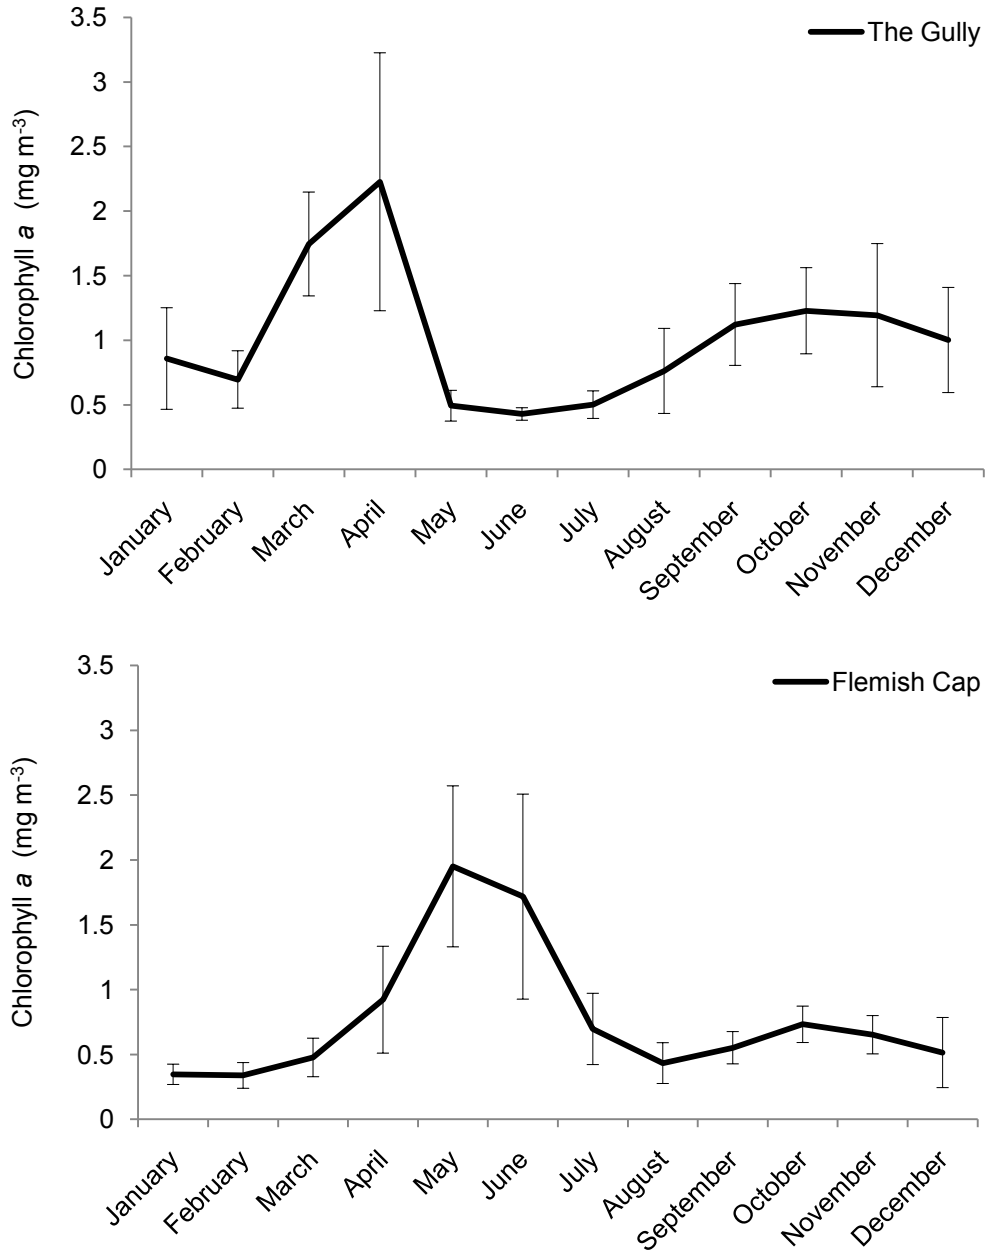 3.5
The Gully
3
2.5
2
1.5
1
0.5
0
Chlorophyll a (mg m⁻³)
January
February
March
April
May
June
July
August
September
October
November
December
3.5
Flemish Cap
3
2.5
2
1.5
1
0.5
0
Chlorophyll a (mg m⁻³)
January
February
March
April
May
June
July
August
September
October
November
December